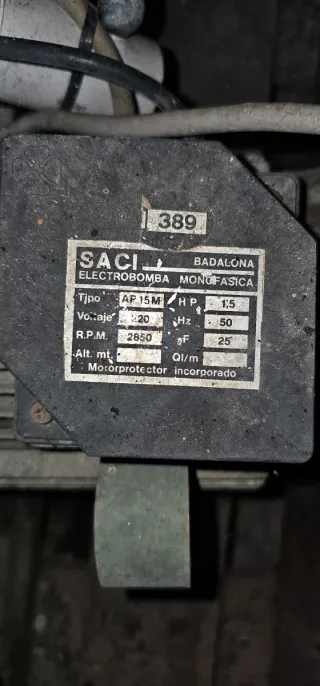 389
SACI BADALONA
ELECTROBOMBA MONOFASICA
Tipo AP 15M H P 1,5
Voltaje 220 Hz 50
R.P.M. 2850 µF 25
Alt. mt. Ql/m
Motorprotector incorporado